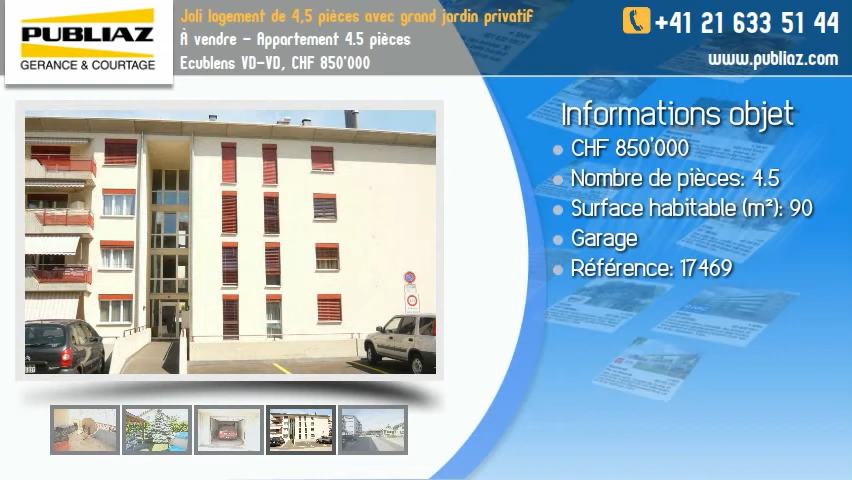 PUBLIAZ
GERANCE & COURTAGE
Joli logement de 4,5 pièces avec grand jardin privatif
À vendre - Appartement 4.5 pièces
Ecublens VD-VD, CHF 850'000
+41 21 633 51 44
www.publiaz.com
Informations objet
CHF 850'000
Nombre de pièces: 4.5
Surface habitable (m²): 90
Garage
Référence: 17469